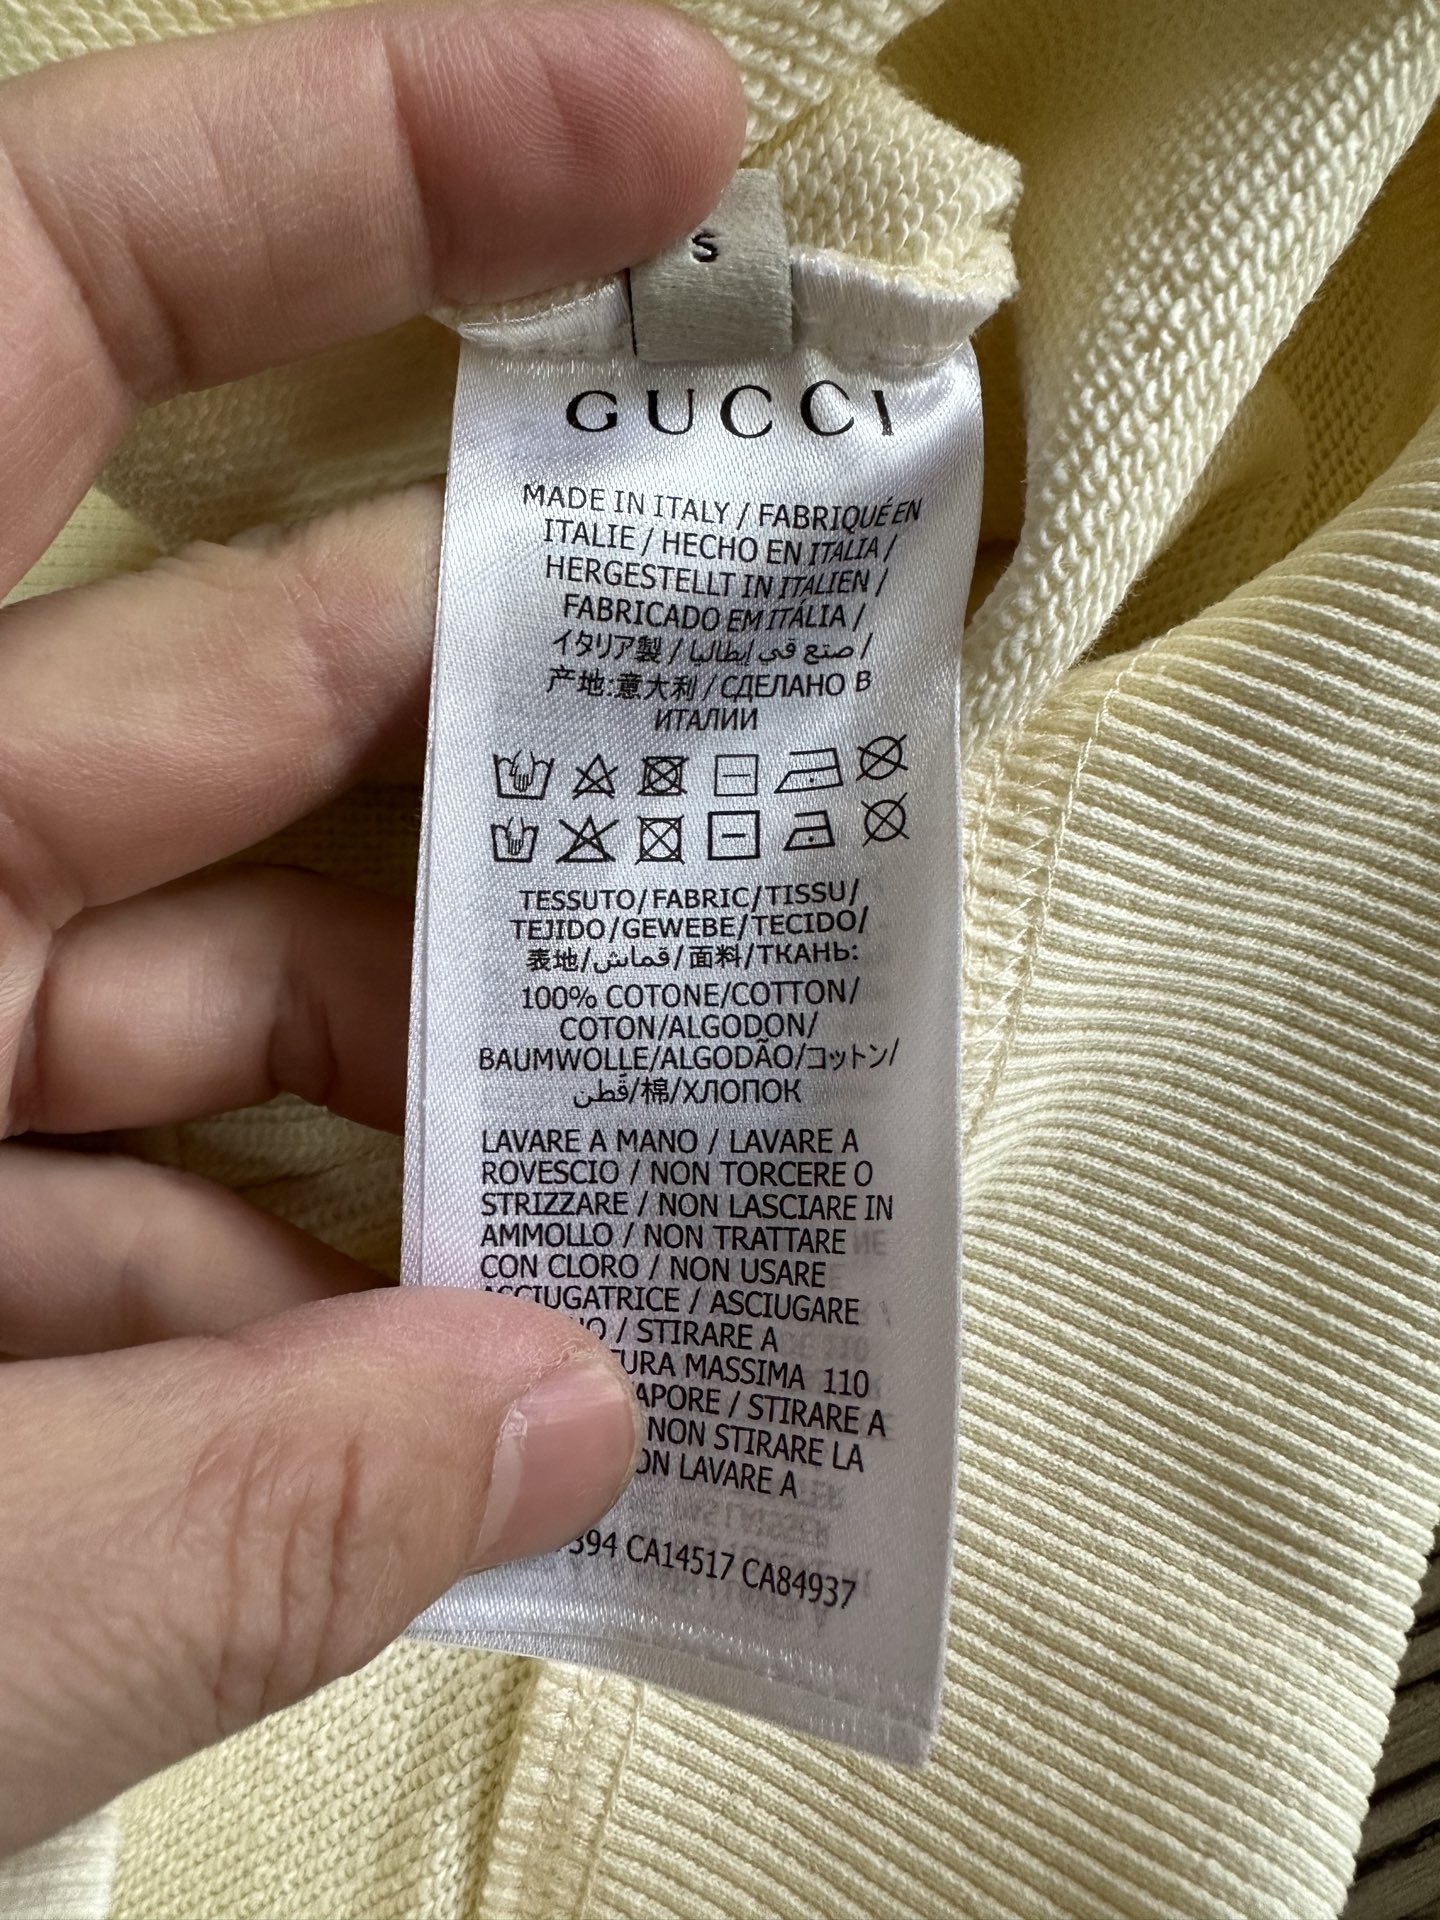 S
GUCCI
MADE IN ITALY / FABRIQUÉ EN
ITALIE / HECHO EN ITALIA /
HERGESTELLT IN ITALIEN /
FABRICADO EM ITÁLIA /
イタリア製 / صنع في إيطاليا /
产地:意大利 / СДЕЛАНО В
ИТАЛИИ
TESSUTO/FABRIC/TISSU/
TEJIDO/GEWEBE/TECIDO/
表地/قماش/面料/ТКАНЬ:
100% COTONE/COTTON/
COTON/ALGODON/
BAUMWOLLE/ALGODÃO/コットン/
قطن/棉/ХЛОПОК
LAVARE A MANO / LAVARE A
ROVESCIO / NON TORCERE O
STRIZZARE / NON LASCIARE IN
AMMOLLO / NON TRATTARE
CON CLORO / NON USARE
ASCIUGATRICE / ASCIUGARE
/ STIRARE A
MASSIMA 110
/ STIRARE A
NON STIRARE LA
LAVARE A
394 CA14517 CA84937